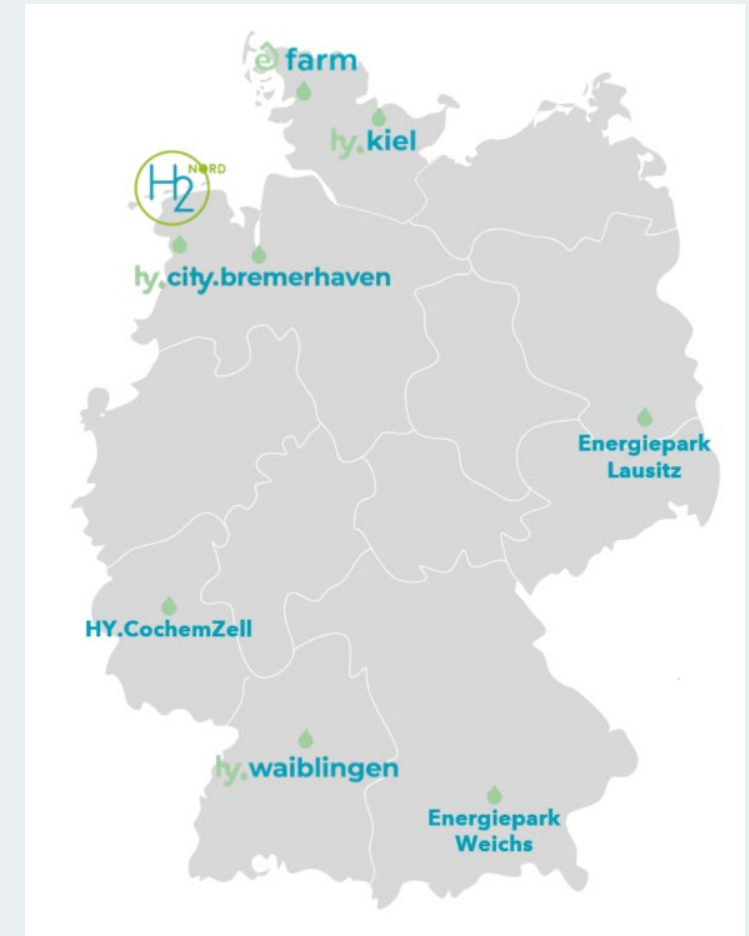 ê farm
hy.kiel
H2 NORD
hy.city.bremerhaven
Energiepark
Lausitz
HY.CochemZell
hy.waiblingen
Energiepark
Weichs